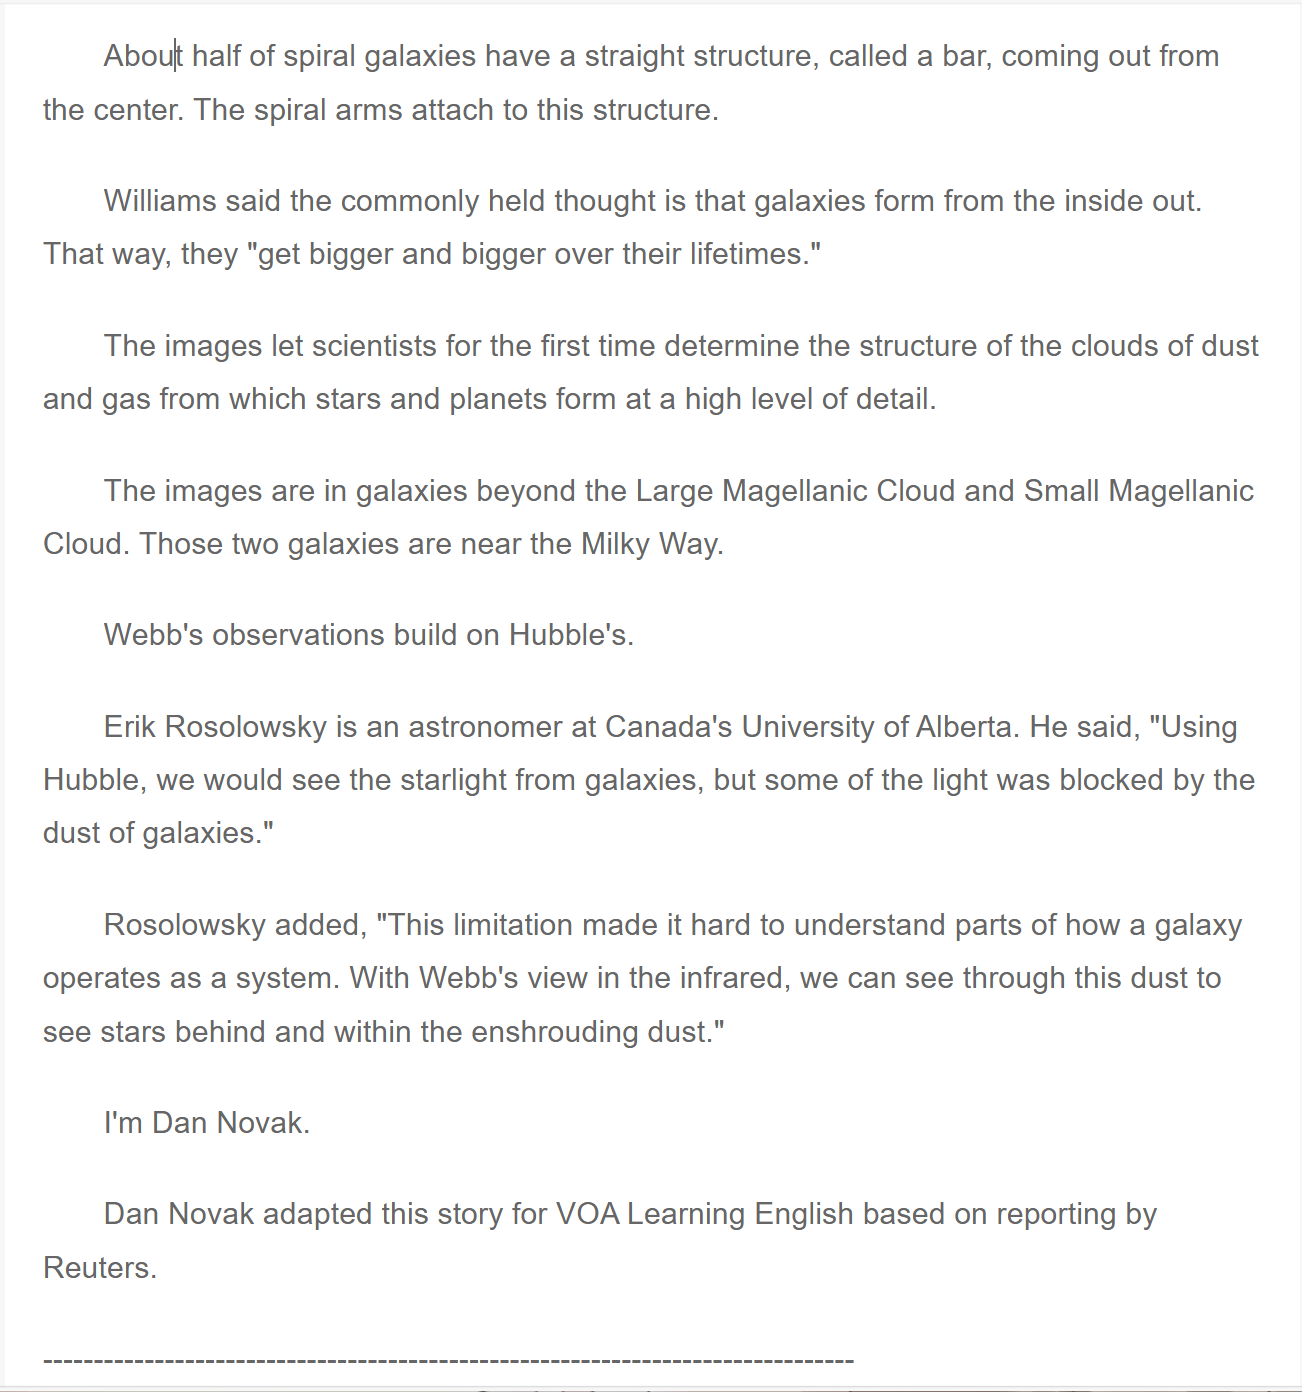 About half of spiral galaxies have a straight structure, called a bar, coming out from
the center. The spiral arms attach to this structure.
Williams said the commonly held thought is that galaxies form from the inside out.
That way, they "get bigger and bigger over their lifetimes."
The images let scientists for the first time determine the structure of the clouds of dust
and gas from which stars and planets form at a high level of detail.
The images are in galaxies beyond the Large Magellanic Cloud and Small Magellanic
Cloud. Those two galaxies are near the Milky Way.
Webb's observations build on Hubble's.
Erik Rosolowsky is an astronomer at Canada's University of Alberta. He said, "Using
Hubble, we would see the starlight from galaxies, but some of the light was blocked by the
dust of galaxies."
Rosolowsky added, "This limitation made it hard to understand parts of how a galaxy
operates as a system. With Webb's view in the infrared, we can see through this dust to
see stars behind and within the enshrouding dust."
I'm Dan Novak.
Dan Novak adapted this story for VOA Learning English based on reporting by
Reuters.
--------------------------------------------------------------------------------